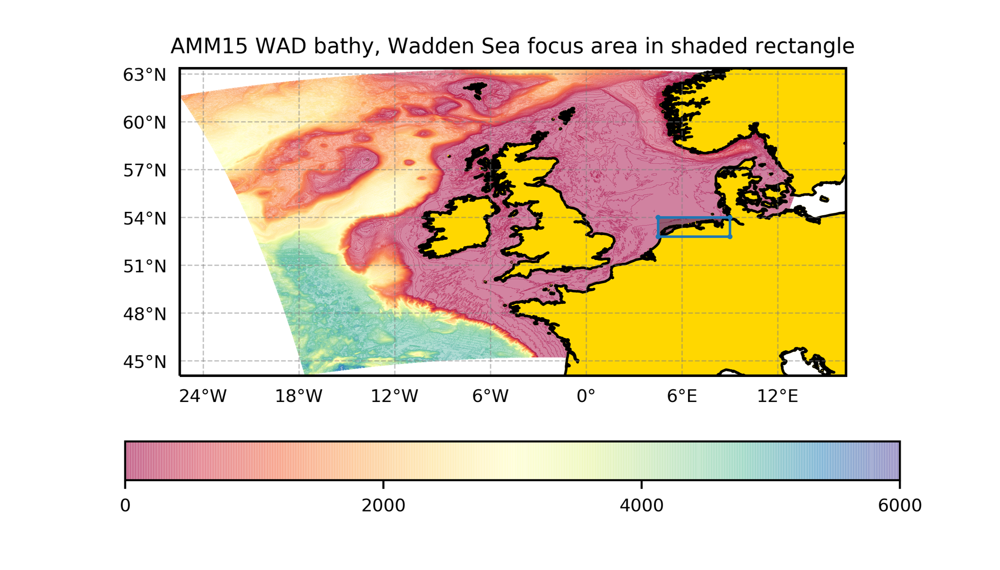 AMM15 WAD bathy, Wadden Sea focus area in shaded rectangle
63°N
60°N
57°N
54°N
51°N
48°N
45°N
24°W 18°W 12°W 6°W 0° 6°E 12°E
0 2000 4000 6000